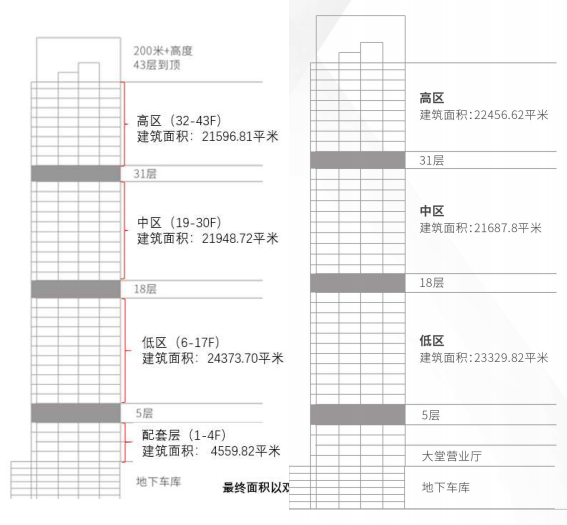 200米+高度
43层到顶
高区（32-43F）
建筑面积：21596.81平米
31层
中区（19-30F）
建筑面积：21948.72平米
18层
低区（6-17F）
建筑面积：24373.70平米
5层
配套层（1-4F）
建筑面积： 4559.82平米
地下车库
最终面积以
高区
建筑面积:22456.62平米
31层
中区
建筑面积:21687.8平米
18层
低区
建筑面积:23329.82平米
5层
大堂营业厅
地下车库